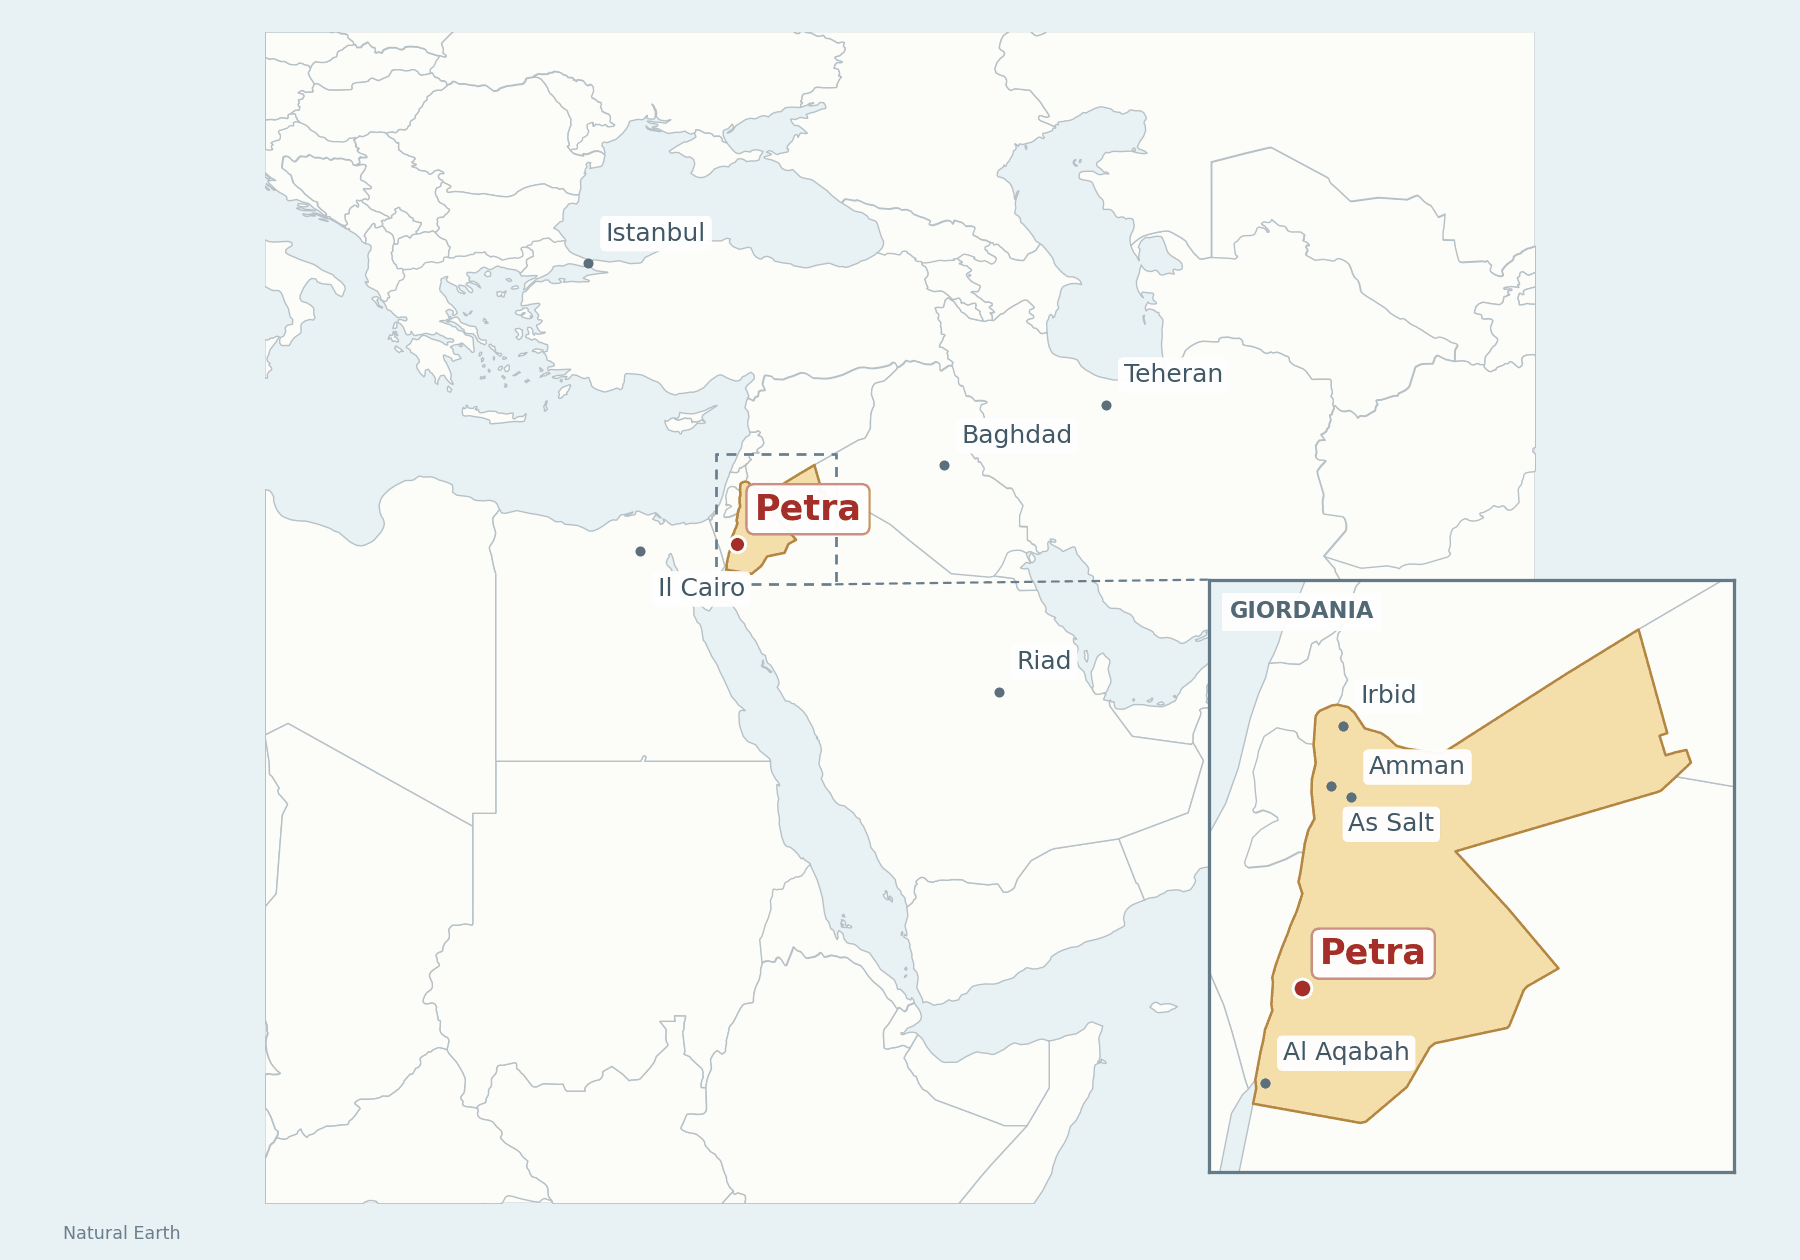 Istanbul
Teheran
Baghdad
Petra
Il Cairo
Riad
GIORDANIA
Irbid
Amman
As Salt
Petra
Al Aqabah
Natural Earth